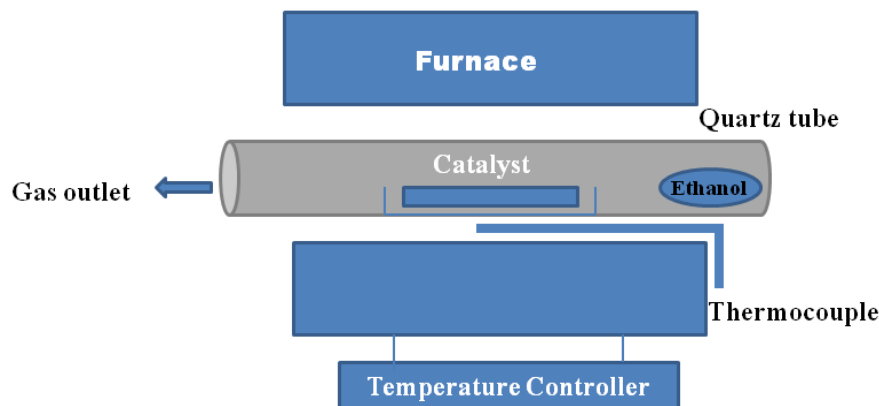 Furnace
Quartz tube
Catalyst
Ethanol
Gas outlet
Thermocouple
Temperature Controller